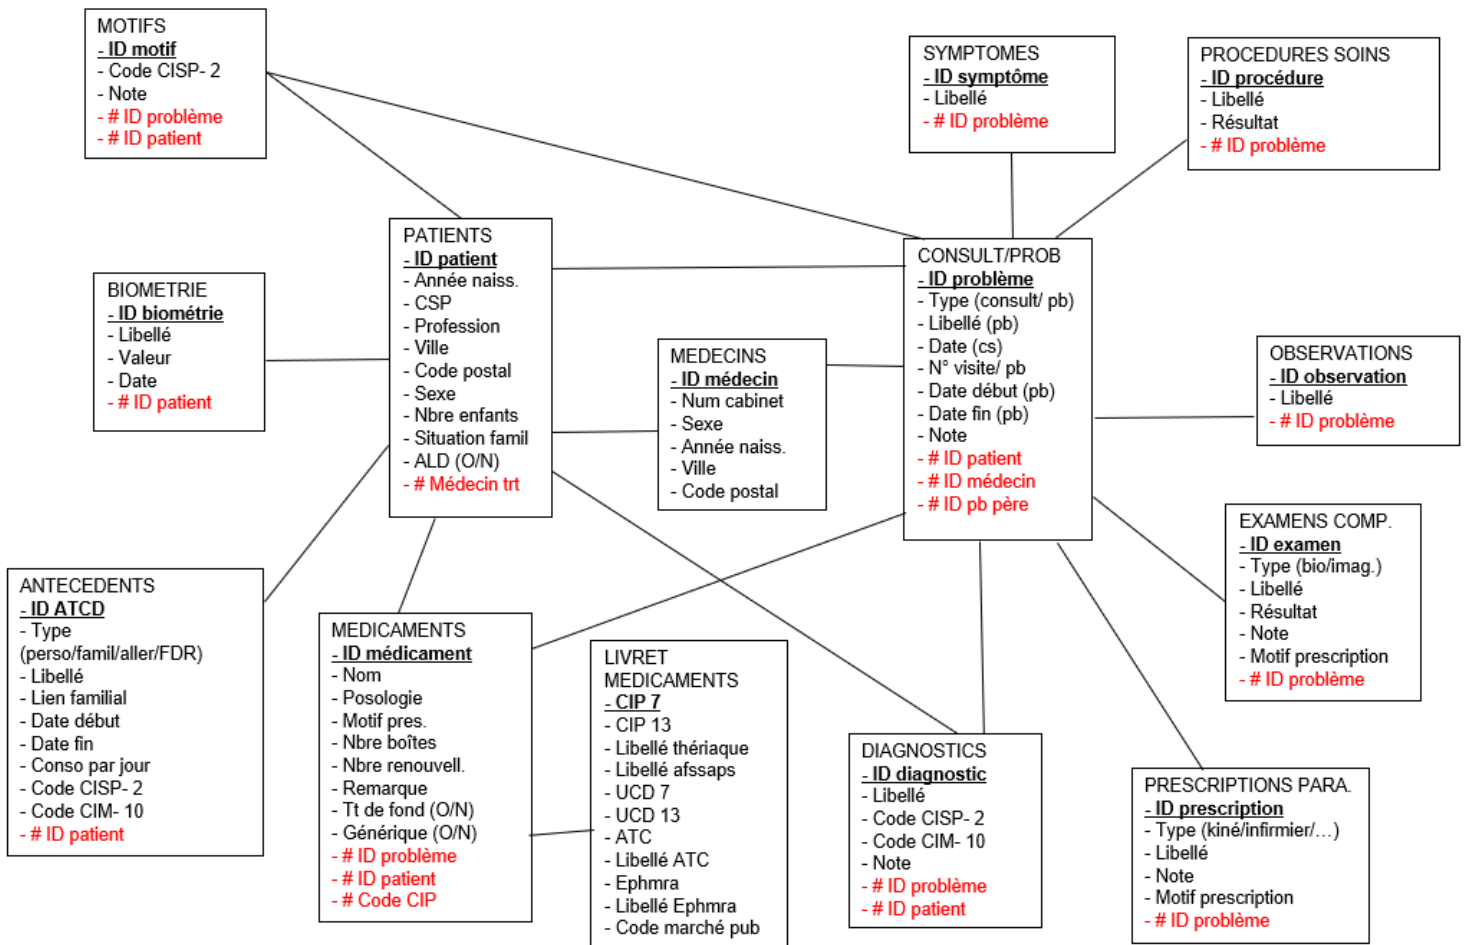 MOTIFS
- ID motif
- Code CISP- 2
- Note
- # ID problème
- # ID patient
SYMPTOMES
- ID symptôme
- Libellé
- # ID problème
PROCEDURES SOINS
- ID procédure
- Libellé
- Résultat
- # ID problème
PATIENTS
- ID patient
- Année naiss.
- CSP
- Profession
- Ville
- Code postal
- Sexe
- Nbre enfants
- Situation famil
- ALD (O/N)
- # Médecin trt
CONSULT/PROB
- ID problème
- Type (consult/ pb)
- Libellé (pb)
- Date (cs)
- N° visite/ pb
- Date début (pb)
- Date fin (pb)
- Note
- # ID patient
- # ID médecin
- # ID pb père
BIOMETRIE
- ID biométrie
- Libellé
- Valeur
- Date
- # ID patient
MEDECINS
- ID médecin
- Num cabinet
- Sexe
- Année naiss.
- Ville
- Code postal
OBSERVATIONS
- ID observation
- Libellé
- # ID problème
EXAMENS COMP.
- ID examen
- Type (bio/imag.)
- Libellé
- Résultat
- Note
- Motif prescription
- # ID problème
ANTECEDENTS
- ID ATCD
- Type
(perso/famil/aller/FDR)
- Libellé
- Lien familial
- Date début
- Date fin
- Conso par jour
- Code CISP- 2
- Code CIM- 10
- # ID patient
MEDICAMENTS
- ID médicament
- Nom
- Posologie
- Motif pres.
- Nbre boîtes
- Nbre renouvell.
- Remarque
- Tt de fond (O/N)
- Générique (O/N)
- # ID problème
- # ID patient
- # Code CIP
LIVRET
MEDICAMENTS
- CIP 7
- CIP 13
- Libellé thériaque
- Libellé afssaps
- UCD 7
- UCD 13
- ATC
- Libellé ATC
- Ephmra
- Libellé Ephmra
- Code marché pub
DIAGNOSTICS
- ID diagnostic
- Libellé
- Code CISP- 2
- Code CIM- 10
- Note
- # ID problème
- # ID patient
PRESCRIPTIONS PARA.
- ID prescription
- Type (kiné/infirmier/…)
- Libellé
- Note
- Motif prescription
- # ID problème